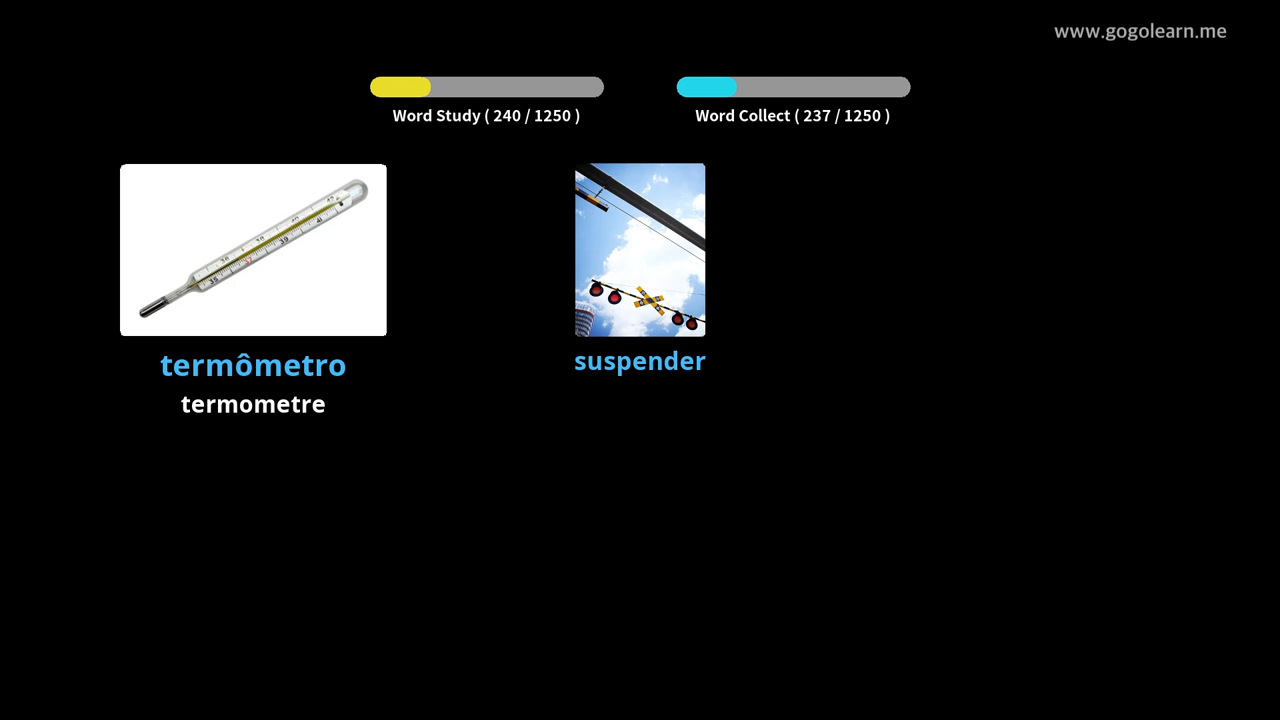 www.gogolearn.me
Word Study ( 240 / 1250 )
Word Collect ( 237 / 1250 )
termômetro
termometre
suspender